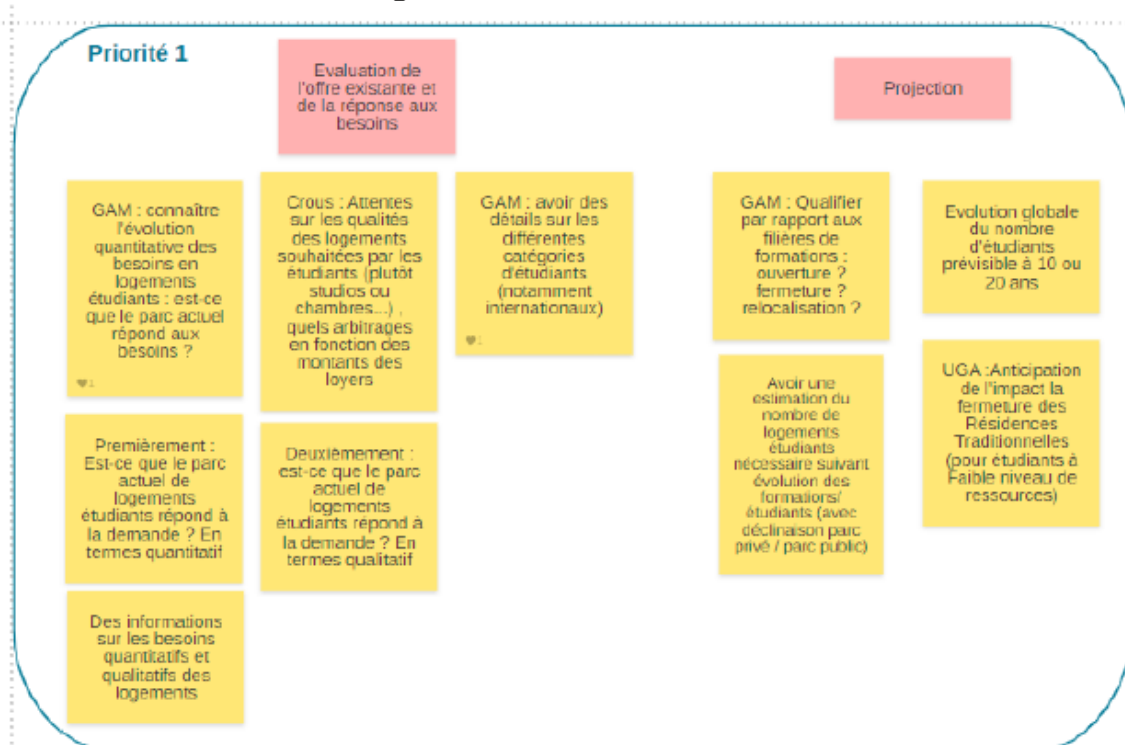 Priorité 1
Evaluation de
l'offre existante et
de la réponse aux
besoins
Projection
GAM : connaître
l'évolution
quantitative des
besoins en
logements
étudiants : est-ce
que le parc actuel
répond aux
besoins ?
1
Crous : Attentes
sur les qualités
des logements
souhaitées par les
étudiants (plutôt
studios ou
chambres...) ,
quels arbitrages
en fonction des
montants des
loyers
GAM : avoir des
détails sur les
différentes
catégories
d'étudiants
(notamment
internationaux)
1
GAM : Qualifier
par rapport aux
filières de
formations :
ouverture ?
fermeture ?
relocalisation ?
Evolution globale
du nombre
d'étudiants
prévisible à 10 ou
20 ans
Premièrement :
Est-ce que le parc
actuel de
logements
étudiants répond à
la demande ? En
termes quantitatif
Deuxièmement :
est-ce que le parc
actuel de
logements
étudiants répond à
la demande ? En
termes qualitatif
Avoir une
estimation du
nombre de
logements
étudiants
nécessaire suivant
évolution des
formations/
étudiants (avec
déclinaison parc
privé / parc public)
UGA :Anticipation
de l'impact la
fermeture des
Résidences
Traditionnelles
(pour étudiants à
Faible niveau de
ressources)
Des informations
sur les besoins
quantitatifs et
qualitatifs des
logements